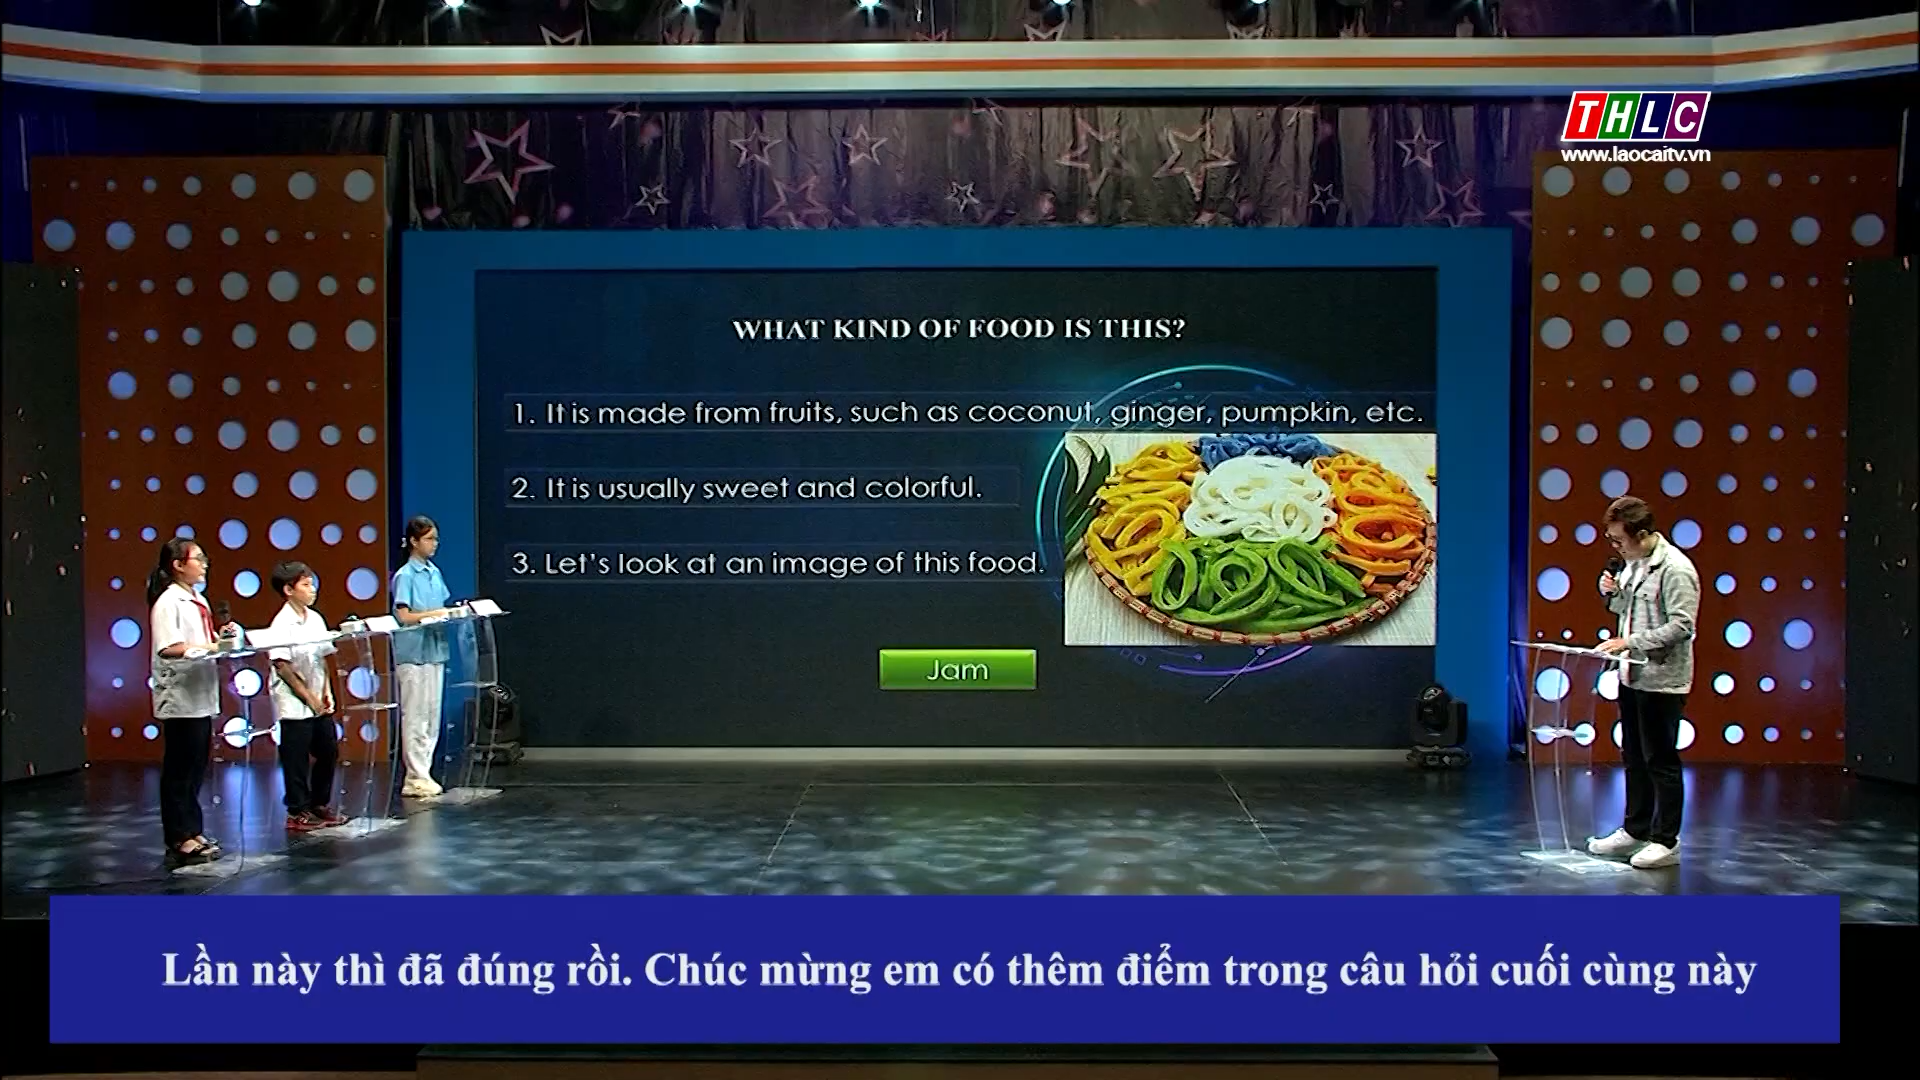 THLC
www.laocaitv.vn
WHAT KIND OF FOOD IS THIS?
1. It is made from fruits, such as coconut, ginger, pumpkin, etc.
2. It is usually sweet and colorful.
3. Let's look at an image of this food.
Jam
Lần này thì đã đúng rồi. Chúc mừng em có thêm điểm trong câu hỏi cuối cùng này